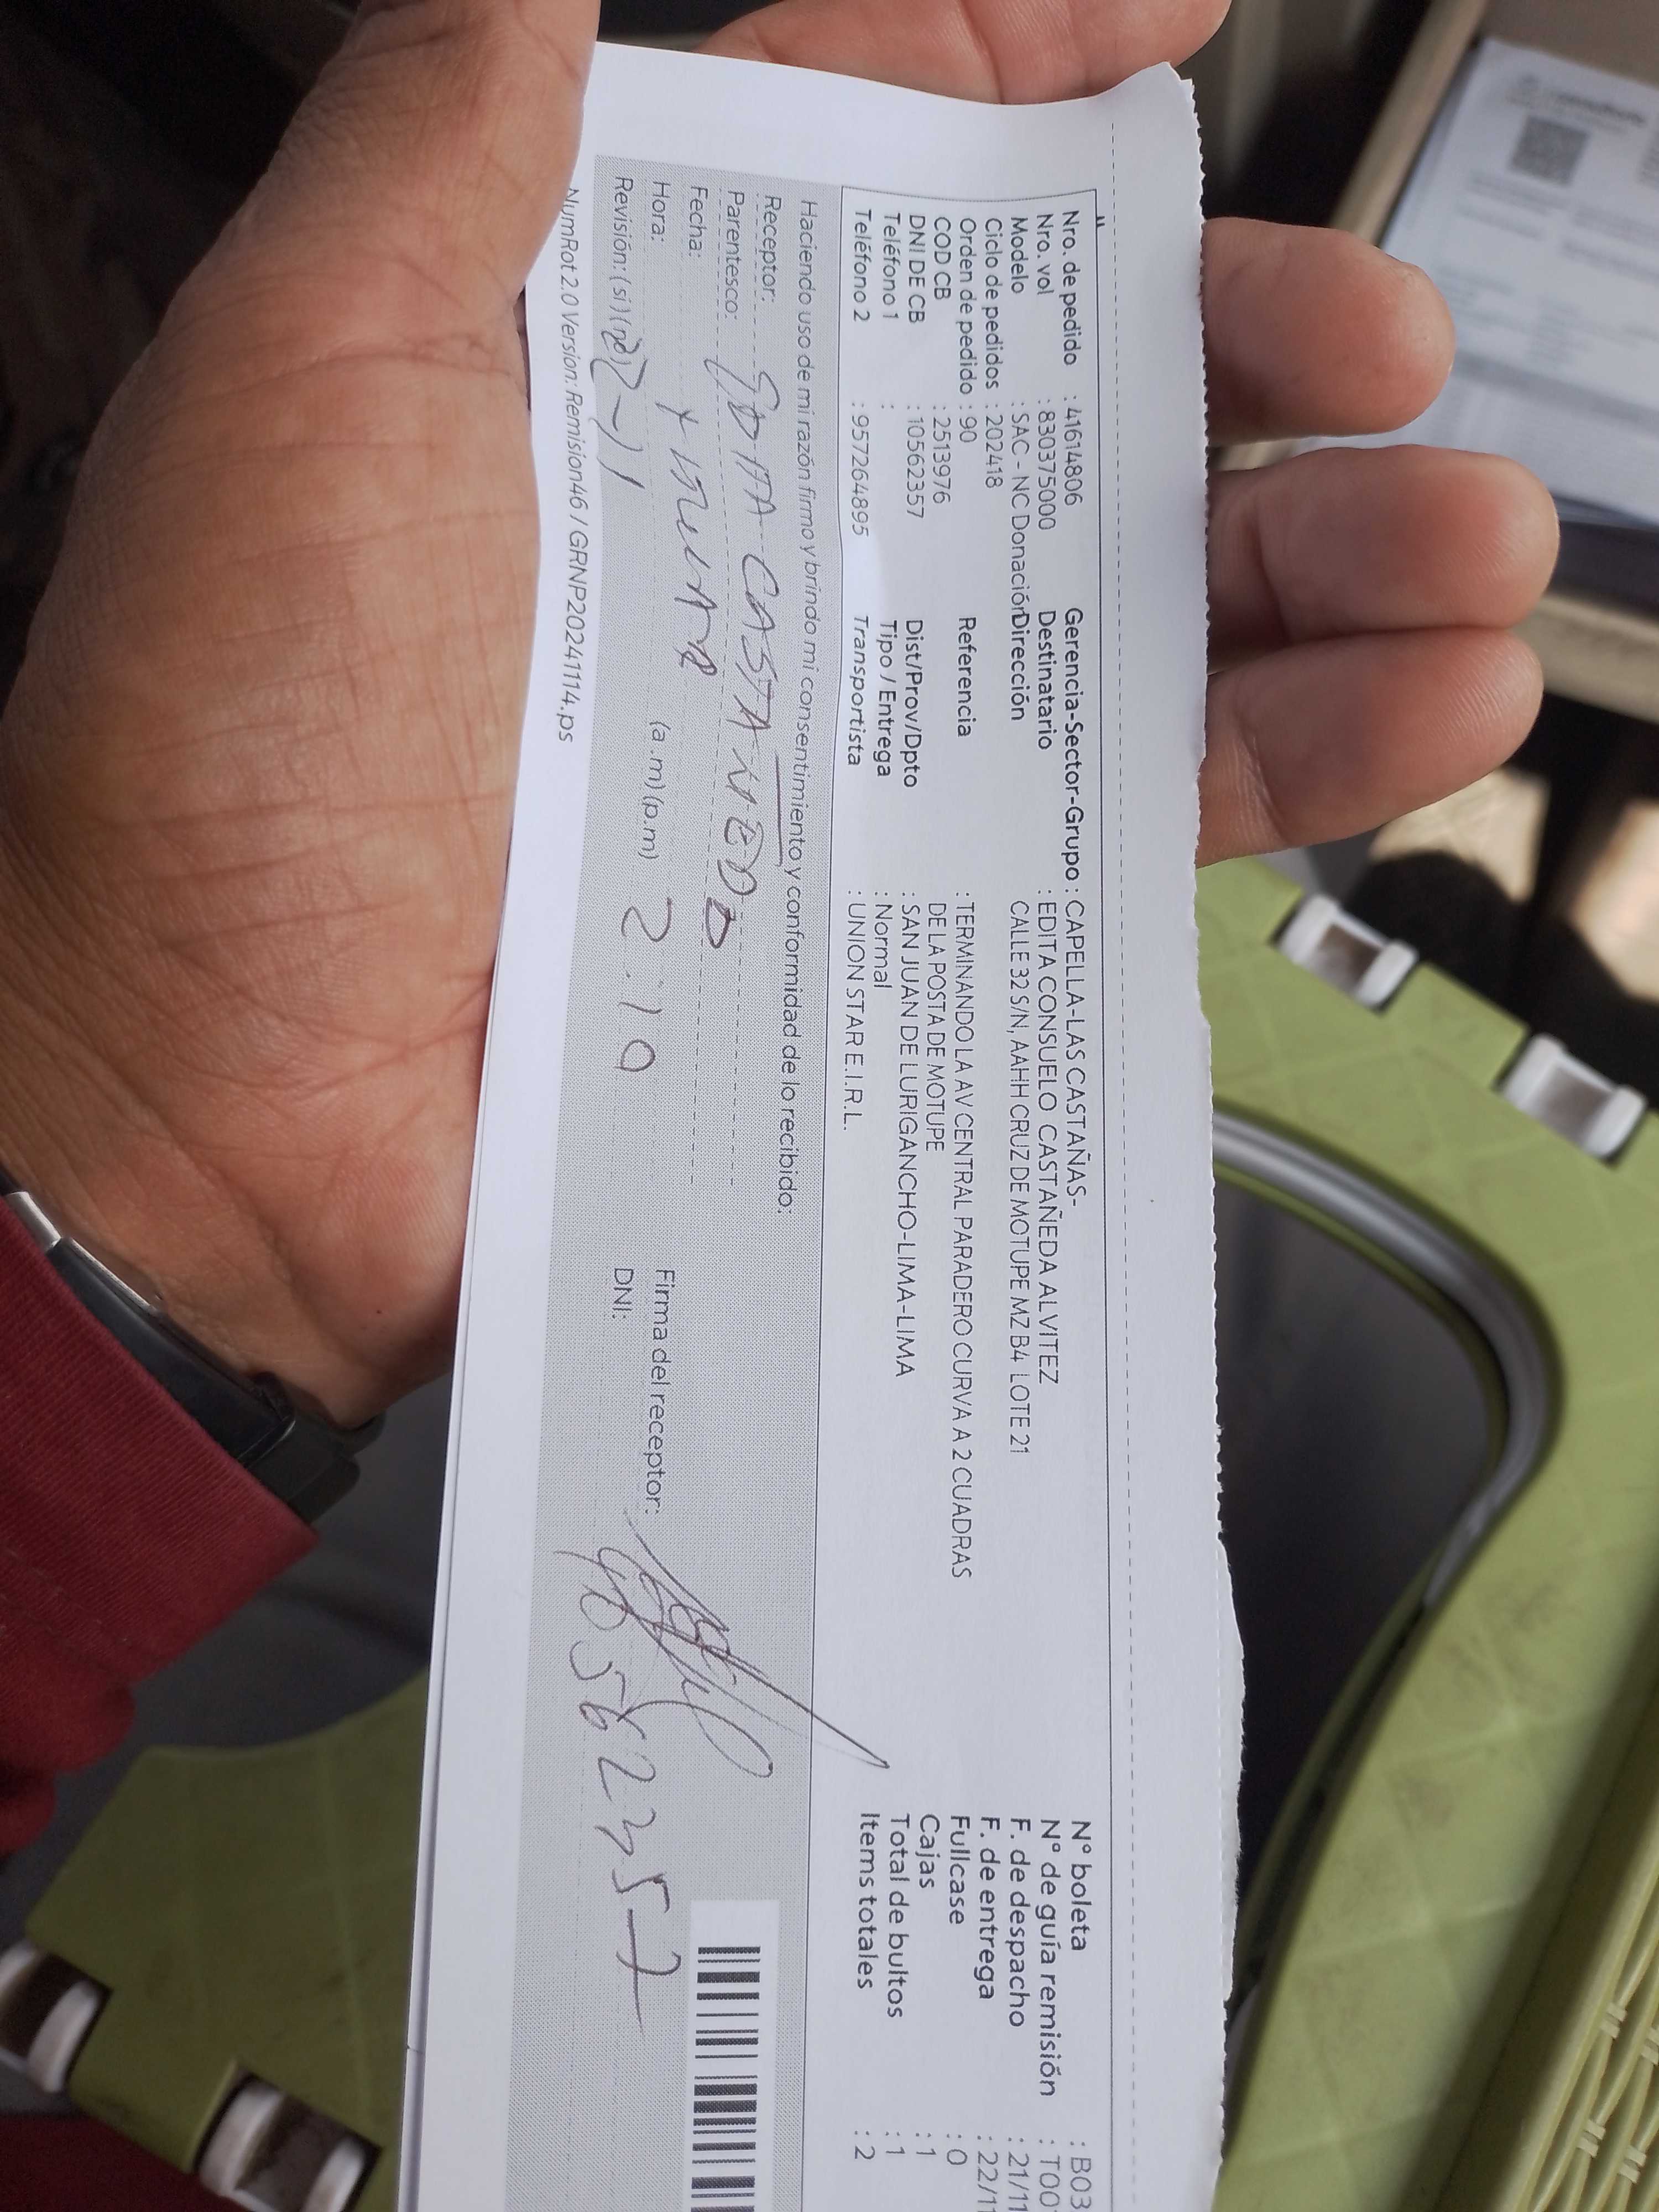 Nro. de pedido : 41614806 Gerencia-Sector-Grupo : CAPELLA-LAS CASTAÑAS- N° boleta : B03
Nro. vol : 830375000 Destinatario : EDITA CONSUELO CASTAÑEDA ALVITEZ N° de guía remisión : T001
Modelo : SAC - NC Donación Dirección CALLE 32 S/N, AAHH CRUZ DE MOTUPE MZ B4 LOTE 21 F. de despacho : 21/11
Ciclo de pedidos : 202418 F. de entrega : 22/11
Orden de pedido : 90 Referencia : TERMINANDO LA AV CENTRAL PARADERO CURVA A 2 CUADRAS Fullcase : 0
COD CB : 2513976 DE LA POSTA DE MOTUPE Cajas : 1
DNI DE CB : 10562357 Dist/Prov/Dpto : SAN JUAN DE LURIGANCHO-LIMA-LIMA Total de bultos : 1
Teléfono 1 : Tipo / Entrega : Normal Items totales : 2
Teléfono 2 : 957264895 Transportista : UNION STAR E.I.R.L.
Haciendo uso de mi razón firmo y brindo mi consentimiento y conformidad de lo recibido:
Receptor: CASTAÑEDA
Parentesco:
Fecha:
Hora: (a.m) (p.m) 2:10 Firma del receptor:
Revisión: (si) (no) DNI: 10562357
NumRot 2.0 Version: Remision46 / GRNP20241114.ps